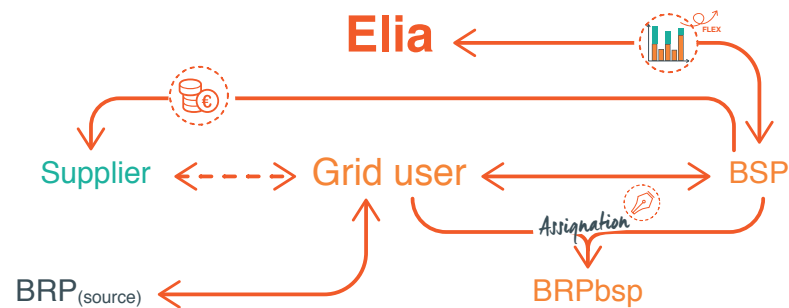 Elia
FLEX
€
Supplier
Grid user
BSP
Assignation
BRP(source)
BRPbsp